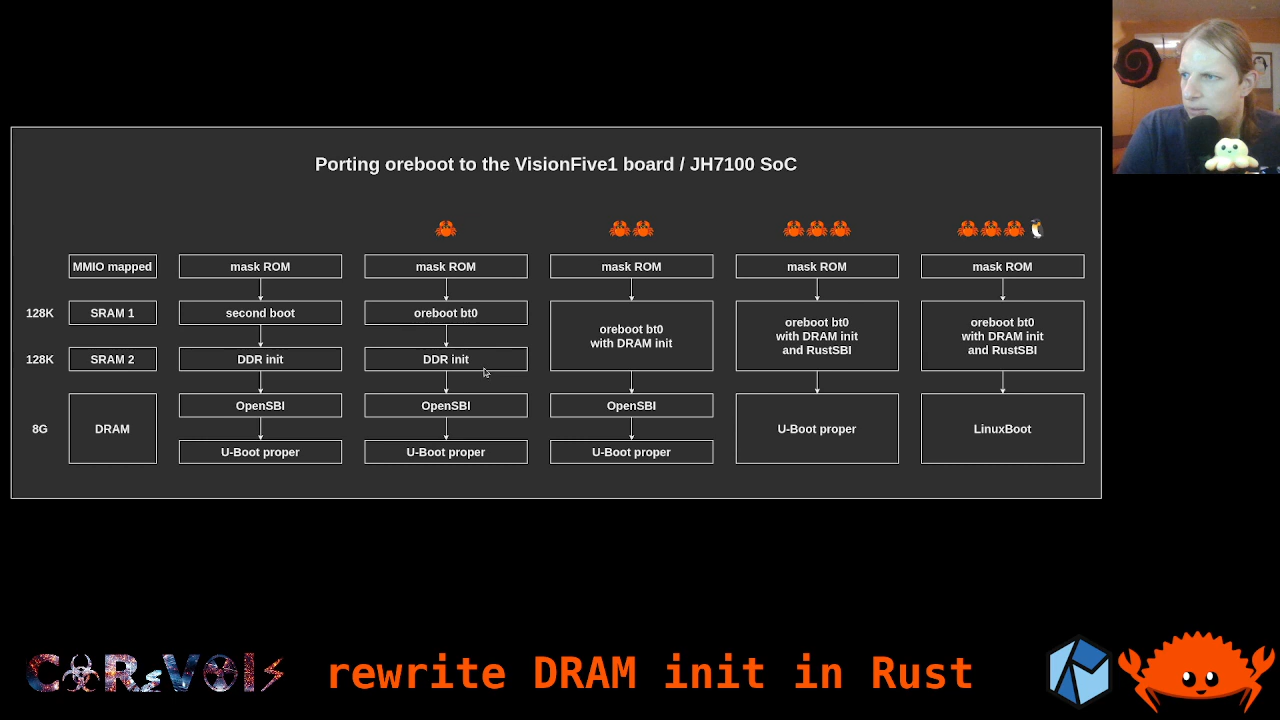 Porting oreboot to the VisionFive1 board / JH7100 SoC
MMIO mapped
mask ROM
mask ROM
mask ROM
mask ROM
mask ROM
128K
SRAM 1
second boot
oreboot bt0
oreboot bt0
with DRAM init
oreboot bt0
with DRAM init
and RustSBI
oreboot bt0
with DRAM init
and RustSBI
128K
SRAM 2
DDR init
DDR init
8G
DRAM
OpenSBI
OpenSBI
OpenSBI
U-Boot proper
LinuxBoot
U-Boot proper
U-Boot proper
U-Boot proper
rewrite DRAM init in Rust